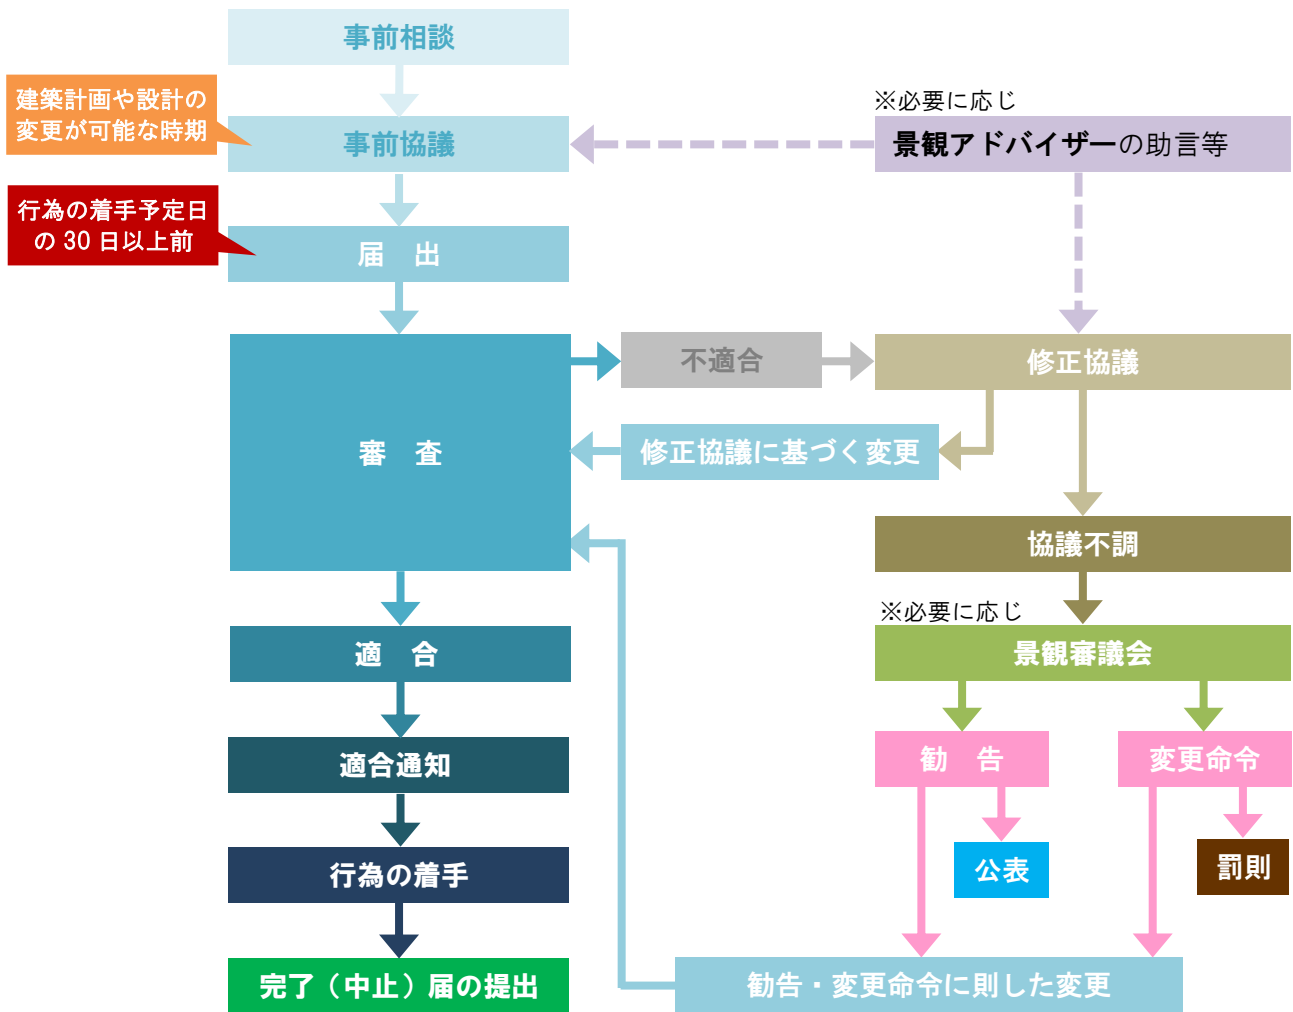 事前相談
建築計画や設計の
変更が可能な時期
事前協議
※必要に応じ
景観アドバイザーの助言等
行為の着手予定日
の 30 日以上前
届　出
審　査
不適合
修正協議
修正協議に基づく変更
協議不調
※必要に応じ
景観審議会
適　合
勧　告
変更命令
適合通知
公表
罰則
行為の着手
完了（中止）届の提出
勧告・変更命令に則した変更